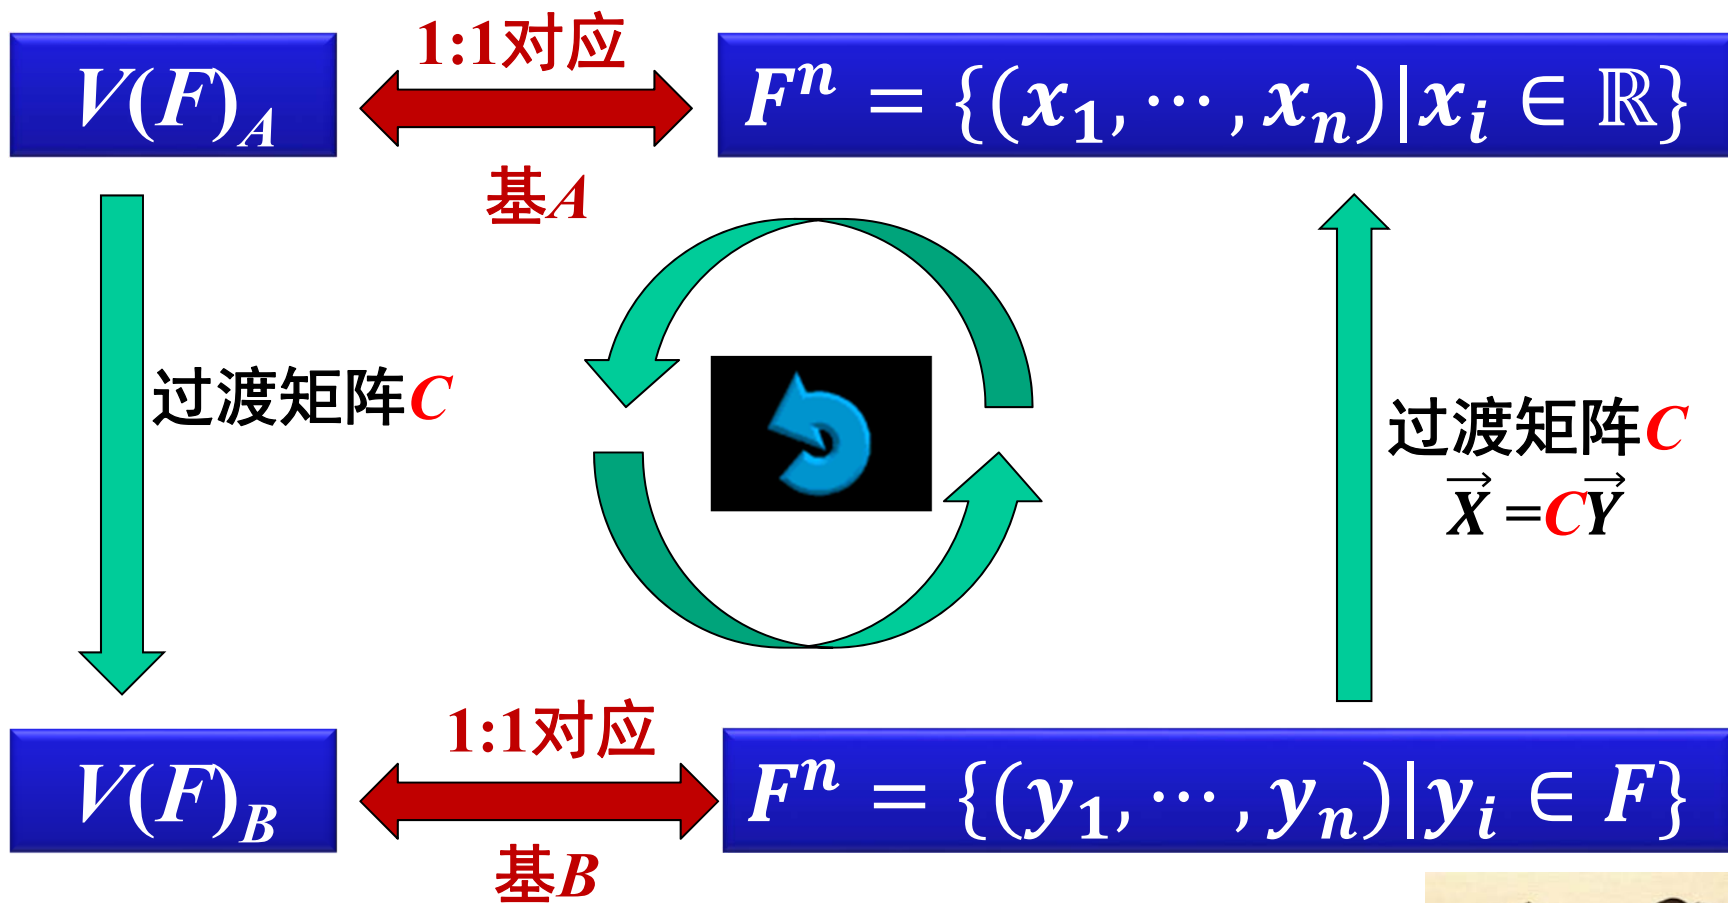 1:1对应
V(F)_A
F^n = {(x_1, ⋯, x_n)|x_i ∈ ℝ}
基A
过渡矩阵C
过渡矩阵C
X⃗ =CY⃗
1:1对应
V(F)_B
F^n = {(y_1, ⋯, y_n)|y_i ∈ F}
基B